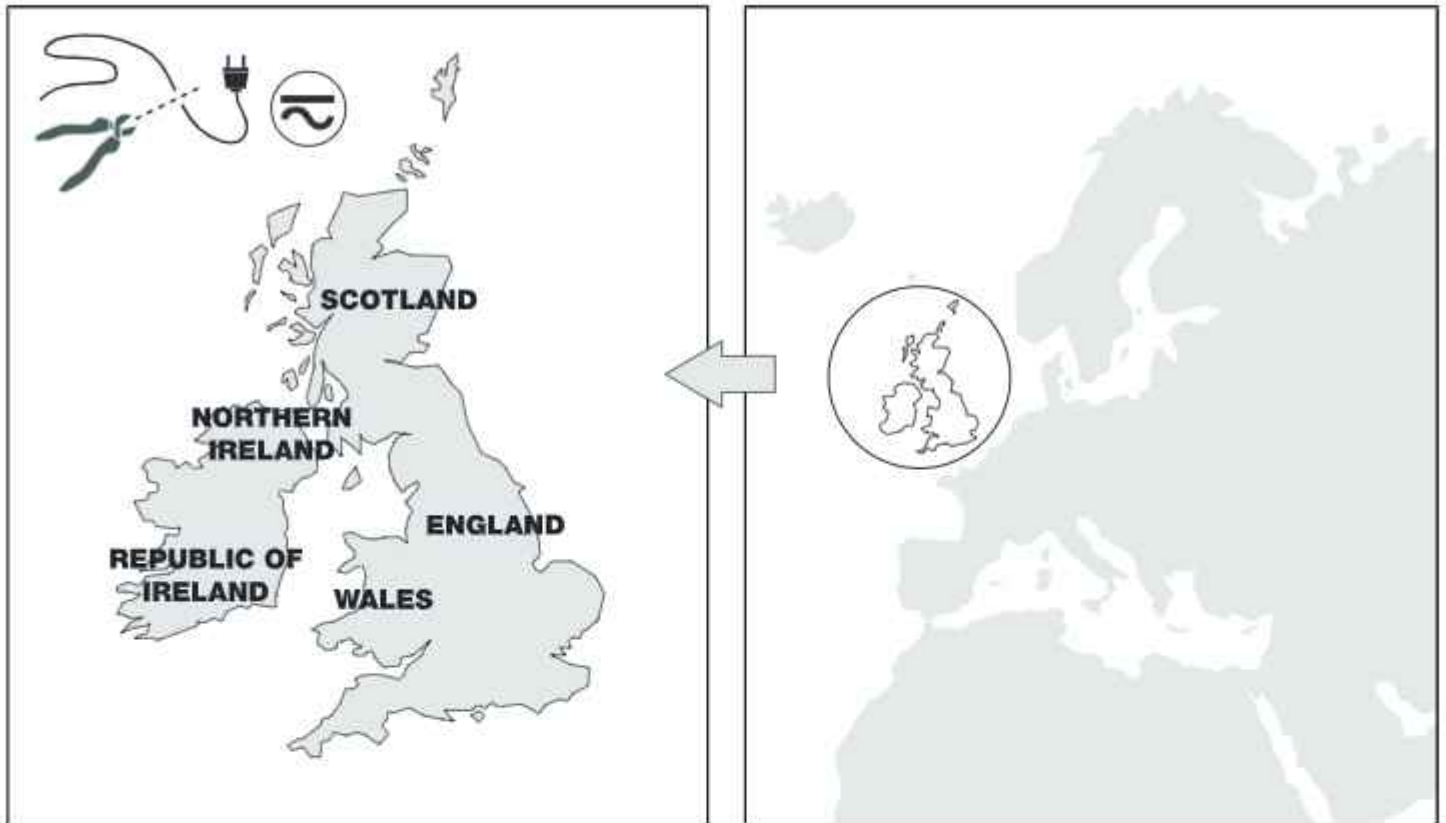 SCOTLAND
NORTHERN
IRELAND
ENGLAND
REPUBLIC OF
IRELAND
WALES